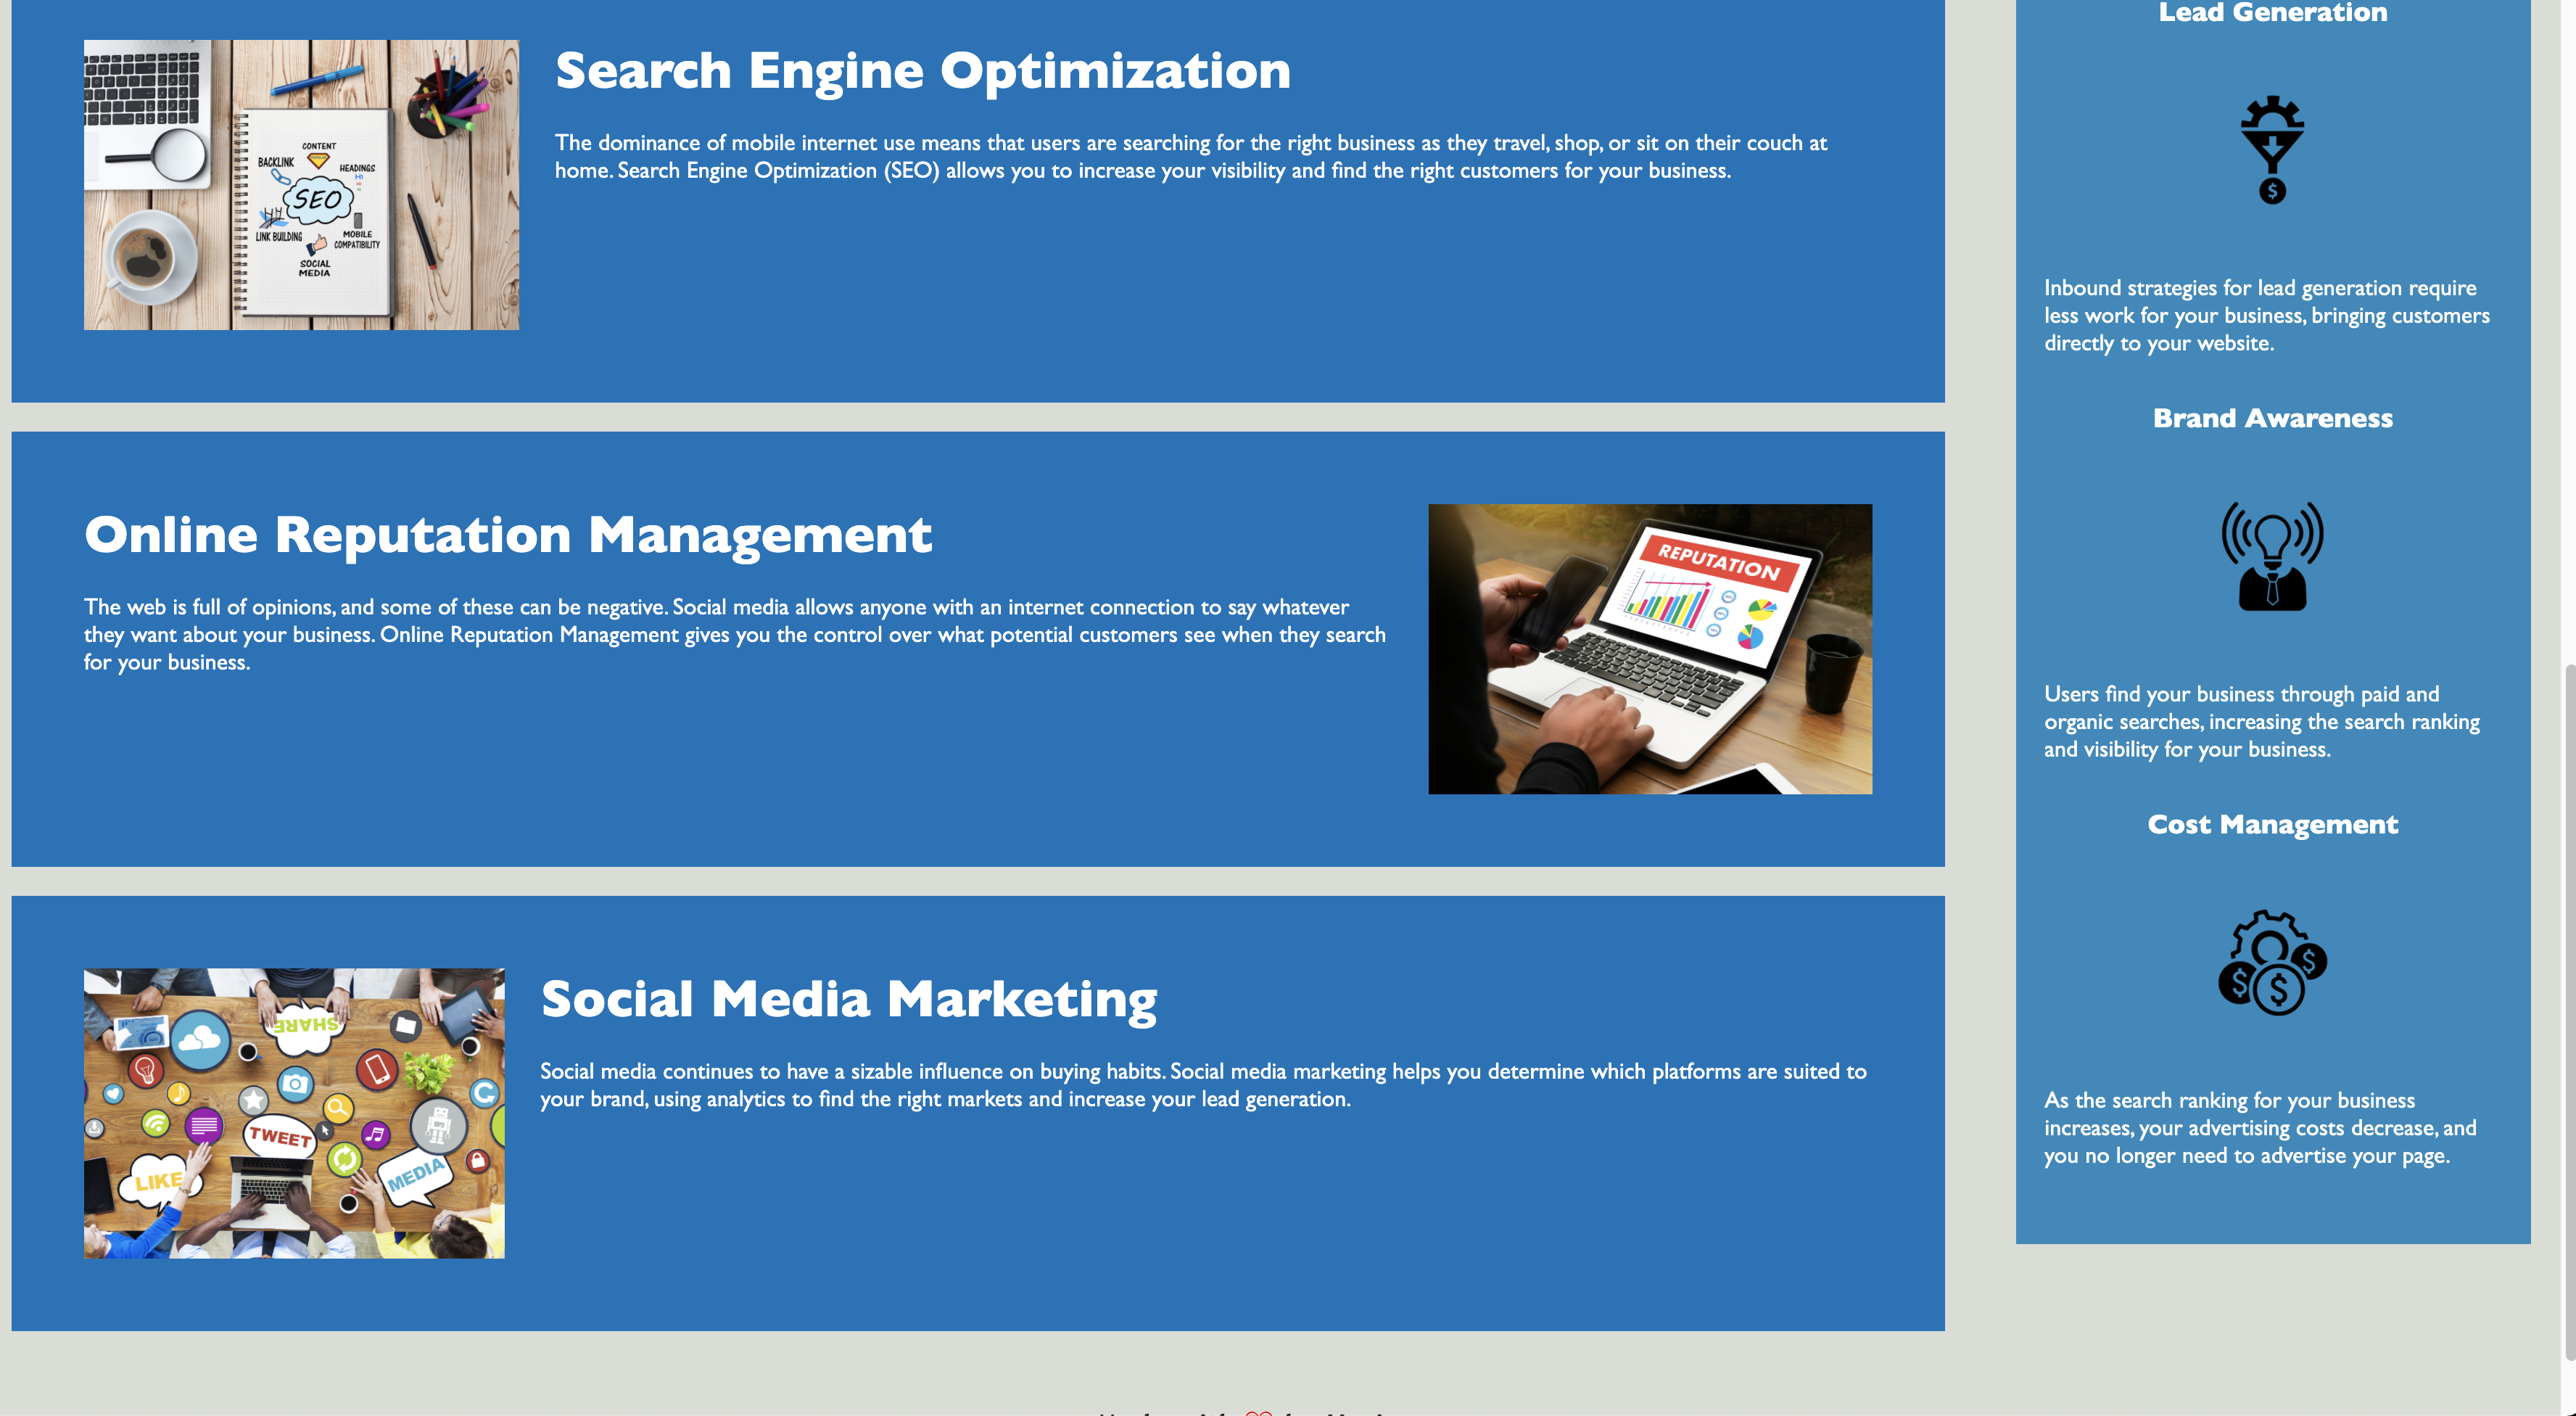 Search Engine Optimization
The dominance of mobile internet use means that users are searching for the right business as they travel, shop, or sit on their couch at
home. Search Engine Optimization (SEO) allows you to increase your visibility and find the right customers for your business.
CONTENT
BACKLINK
HEADINGS
H1
SEO
LINK BUILDING
MOBILE
COMPATIBILITY
SOCIAL
MEDIA
Online Reputation Management
The web is full of opinions, and some of these can be negative. Social media allows anyone with an internet connection to say whatever
they want about your business. Online Reputation Management gives you the control over what potential customers see when they search
for your business.
REPUTATION
Social Media Marketing
Social media continues to have a sizable influence on buying habits. Social media marketing helps you determine which platforms are suited to
your brand, using analytics to find the right markets and increase your lead generation.
SHARE
TWEET
LIKE
MEDIA
Lead Generation
$
Inbound strategies for lead generation require
less work for your business, bringing customers
directly to your website.
Brand Awareness
Users find your business through paid and
organic searches, increasing the search ranking
and visibility for your business.
Cost Management
$ $ $
As the search ranking for your business
increases, your advertising costs decrease, and
you no longer need to advertise your page.